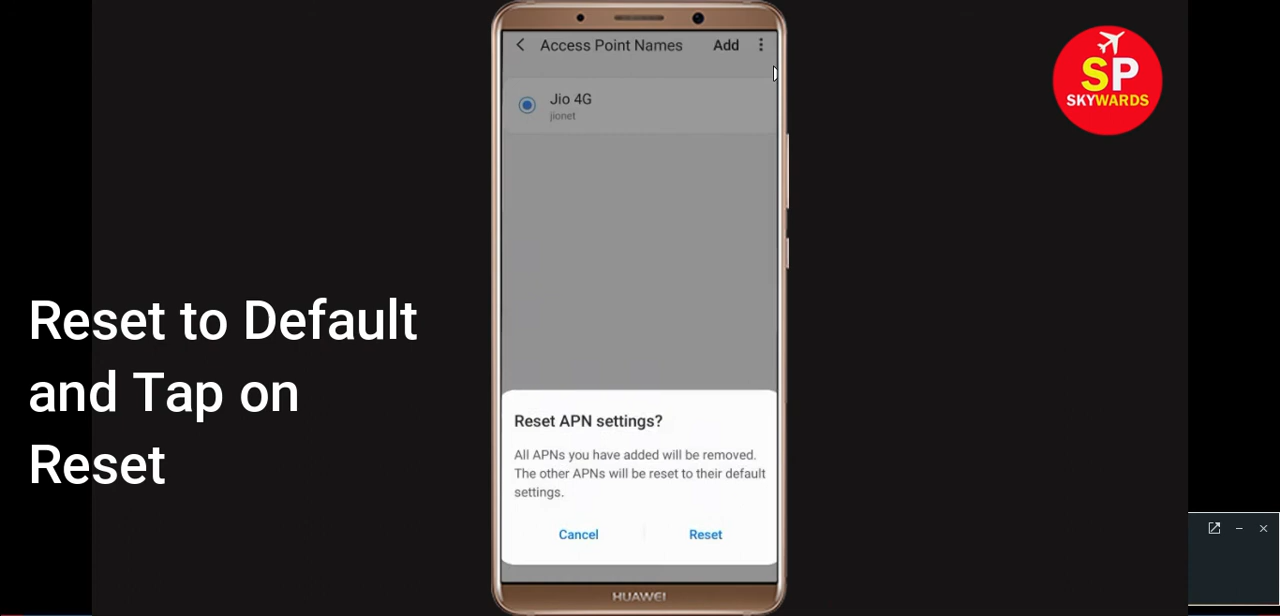 Access Point Names Add
Jio 4G
jionet
SP
SKYWARDS
Reset to Default
and Tap on
Reset
Reset APN settings?
All APNs you have added will be removed.
The other APNs will be reset to their default
settings.
Cancel Reset
HUAWEI